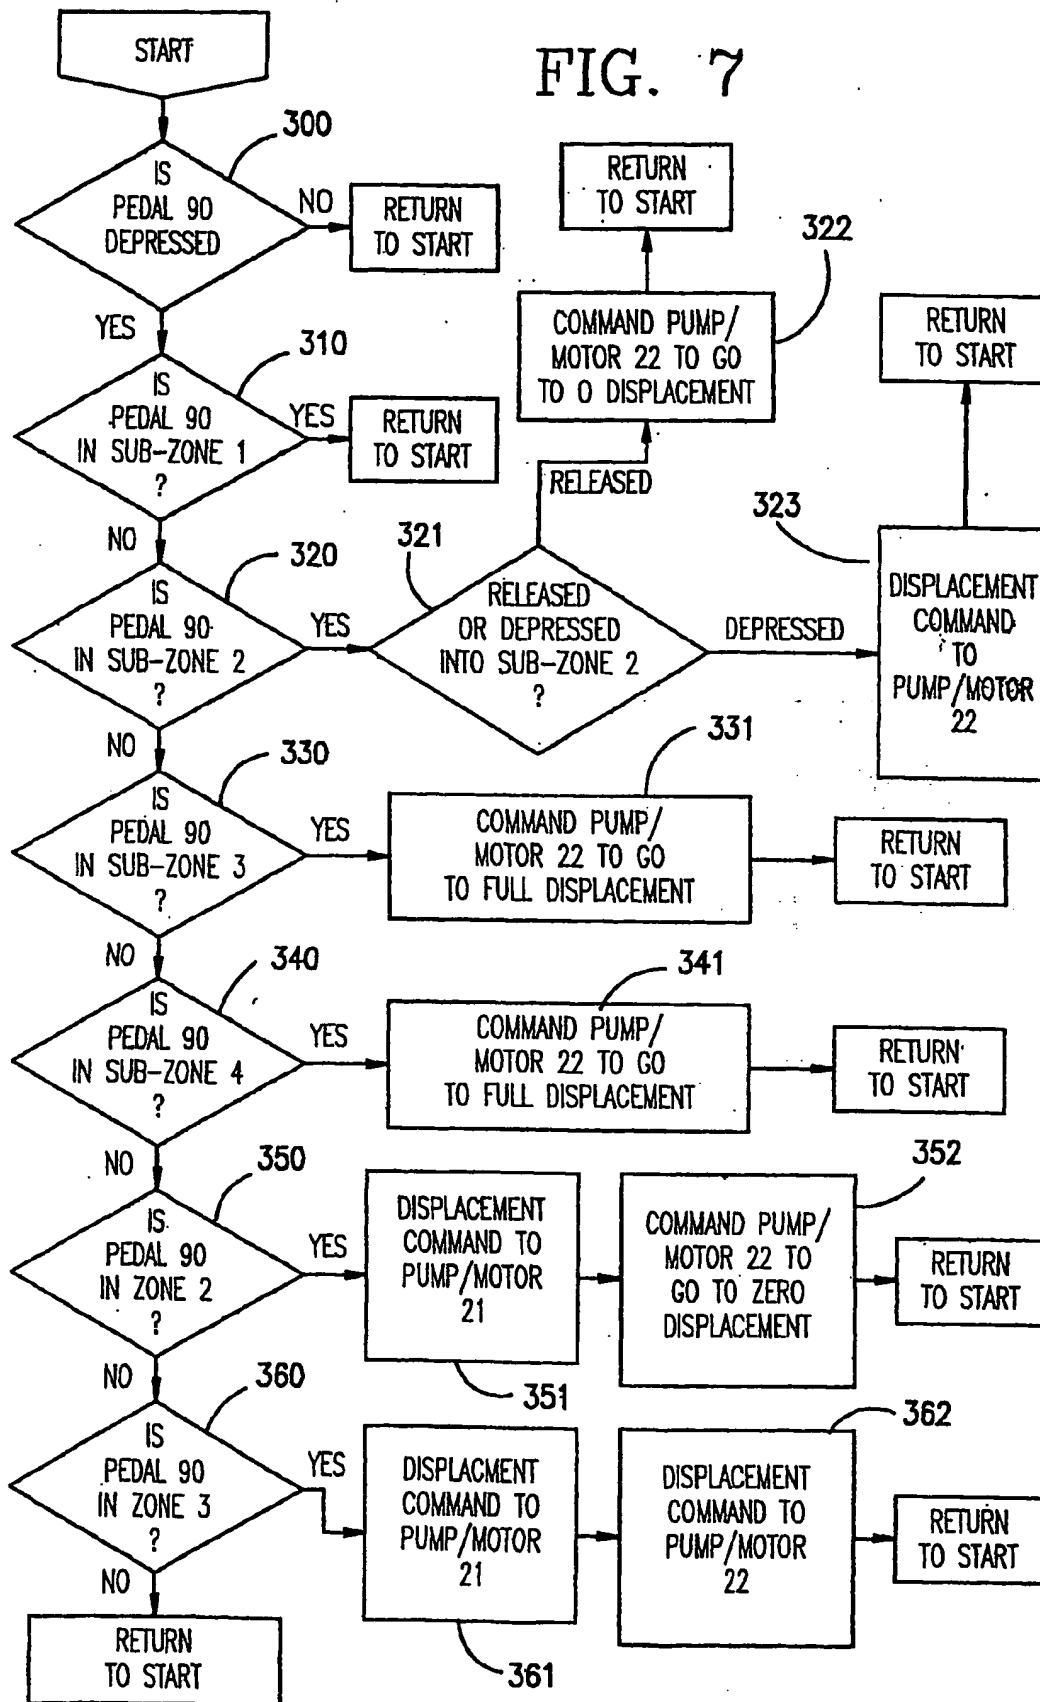 FIG. 7
START
300
IS
PEDAL 90
DEPRESSED
NO
RETURN
TO START
YES
310
IS
PEDAL 90
IN SUB-ZONE 1
?
YES
RETURN
TO START
NO
320
IS
PEDAL 90
IN SUB-ZONE 2
?
YES
321
RELEASED
OR DEPRESSED
INTO SUB-ZONE 2
?
RELEASED
322
COMMAND PUMP/
MOTOR 22 TO GO
TO 0 DISPLACEMENT
RETURN
TO START
DEPRESSED
323
DISPLACEMENT
COMMAND
TO
PUMP/MOTOR
22
RETURN
TO START
NO
330
IS
PEDAL 90
IN SUB-ZONE 3
?
YES
331
COMMAND PUMP/
MOTOR 22 TO GO
TO FULL DISPLACEMENT
RETURN
TO START
NO
340
IS
PEDAL 90
IN SUB-ZONE 4
?
YES
341
COMMAND PUMP/
MOTOR 22 TO GO
TO FULL DISPLACEMENT
RETURN
TO START
NO
350
IS
PEDAL 90
IN ZONE 2
?
YES
DISPLACEMENT
COMMAND TO
PUMP/MOTOR
21
351
352
COMMAND PUMP/
MOTOR 22 TO
GO TO ZERO
DISPLACEMENT
RETURN
TO START
NO
360
IS
PEDAL 90
IN ZONE 3
?
YES
DISPLACMENT
COMMAND TO
PUMP/MOTOR
21
361
362
DISPLACEMENT
COMMAND TO
PUMP/MOTOR
22
RETURN
TO START
NO
RETURN
TO START